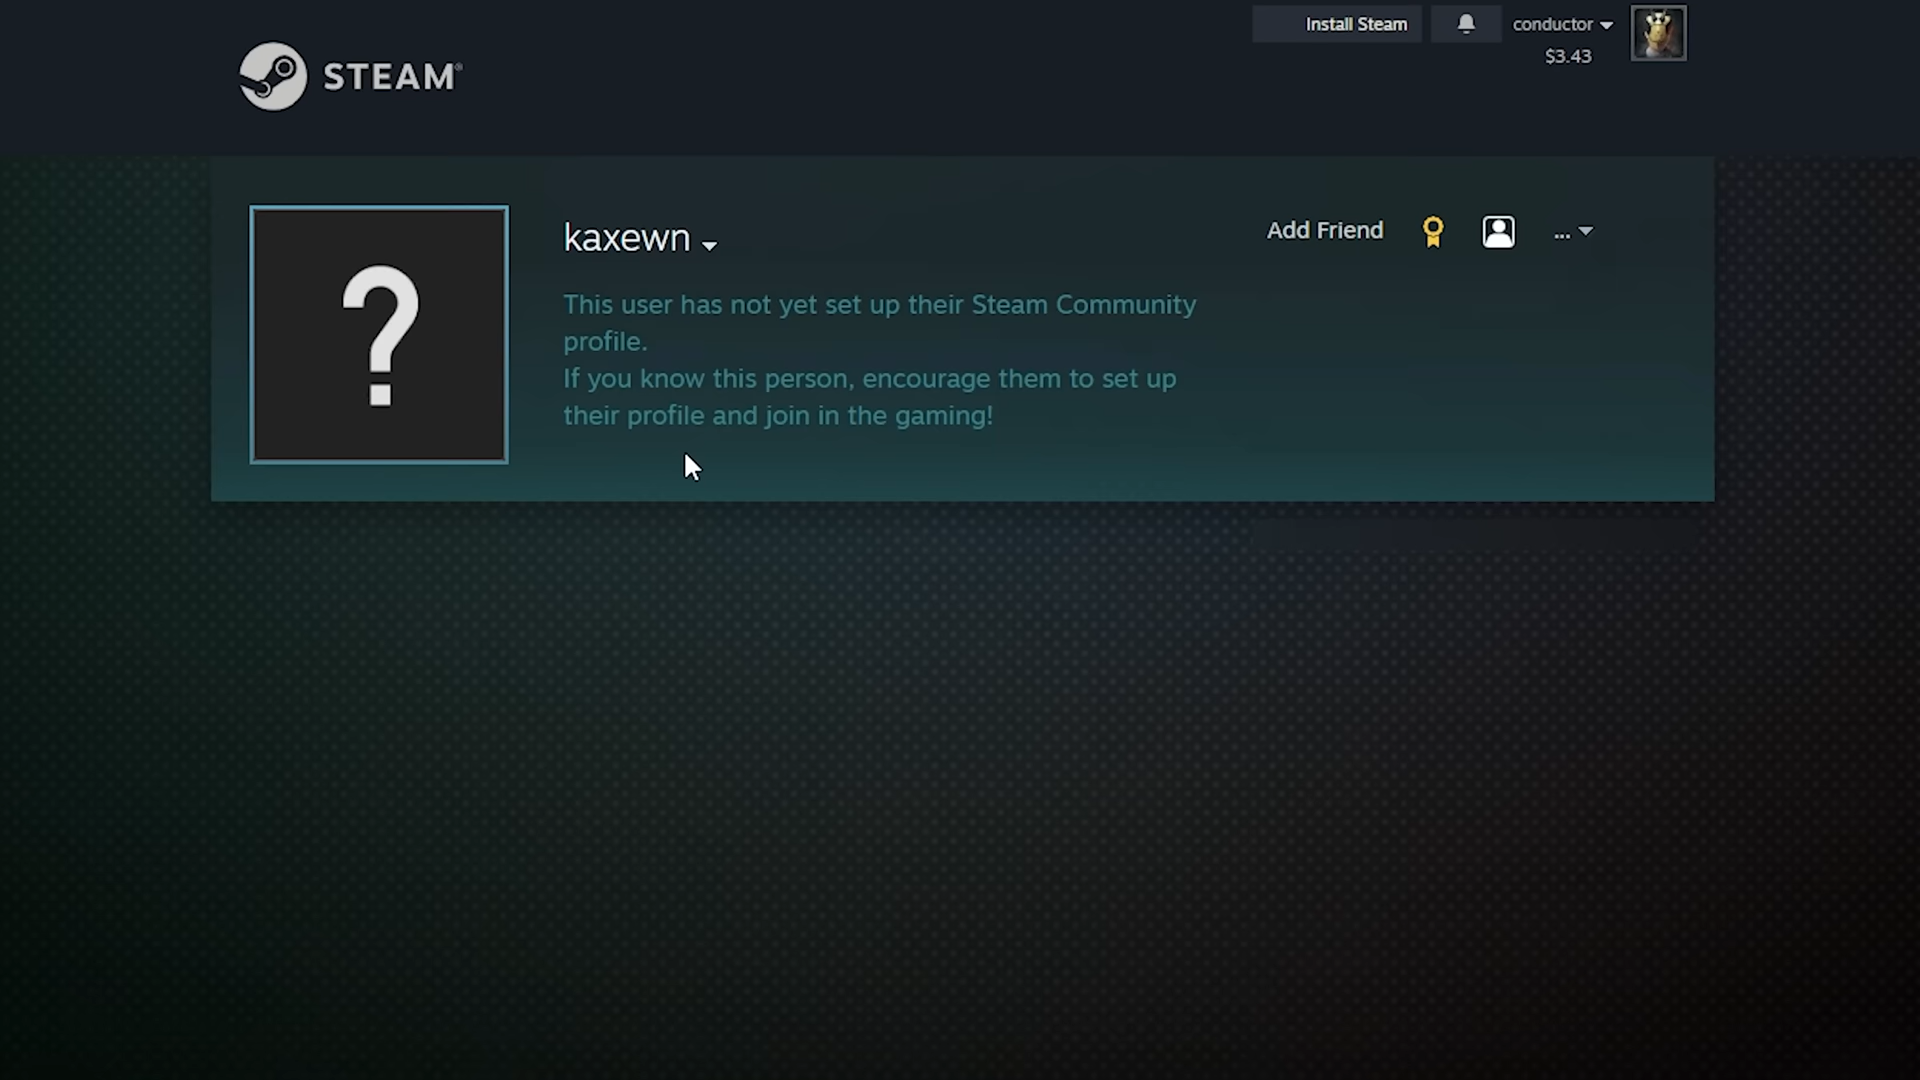 Install Steam
conductor
$3.43
STEAM®
kaxewn
Add Friend
...
This user has not yet set up their Steam Community
profile.
If you know this person, encourage them to set up
their profile and join in the gaming!